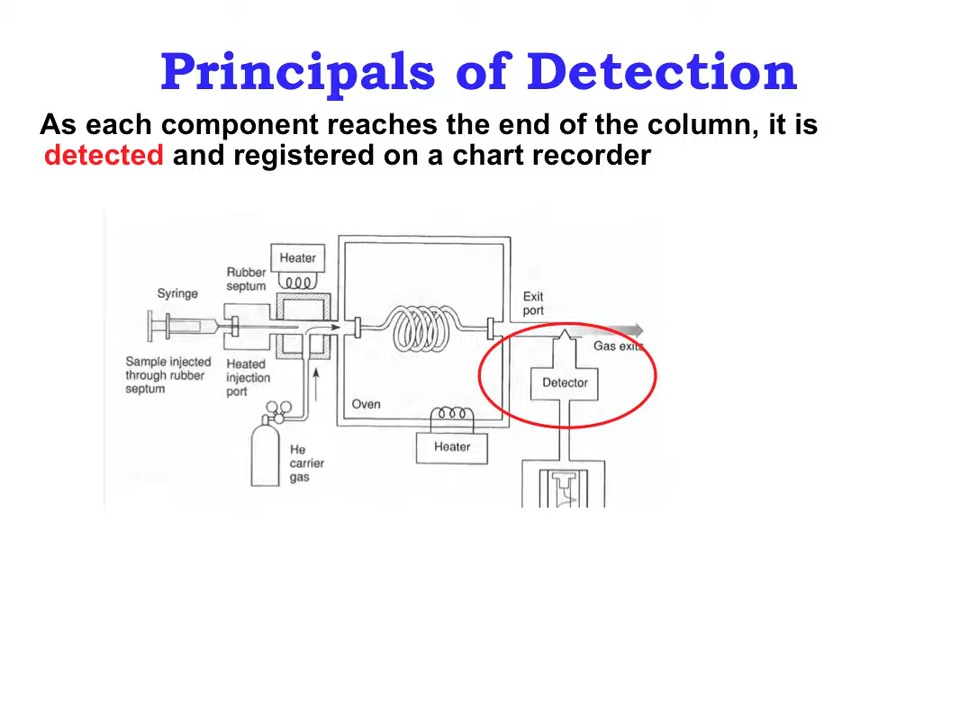 Principals of Detection
As each component reaches the end of the column, it is
detected and registered on a chart recorder
Heater
Rubber
septum
Syringe
Exit
port
Gas exits
Sample injected
through rubber
septum
Heated
injection
port
Detector
Oven
He
carrier
gas
Heater